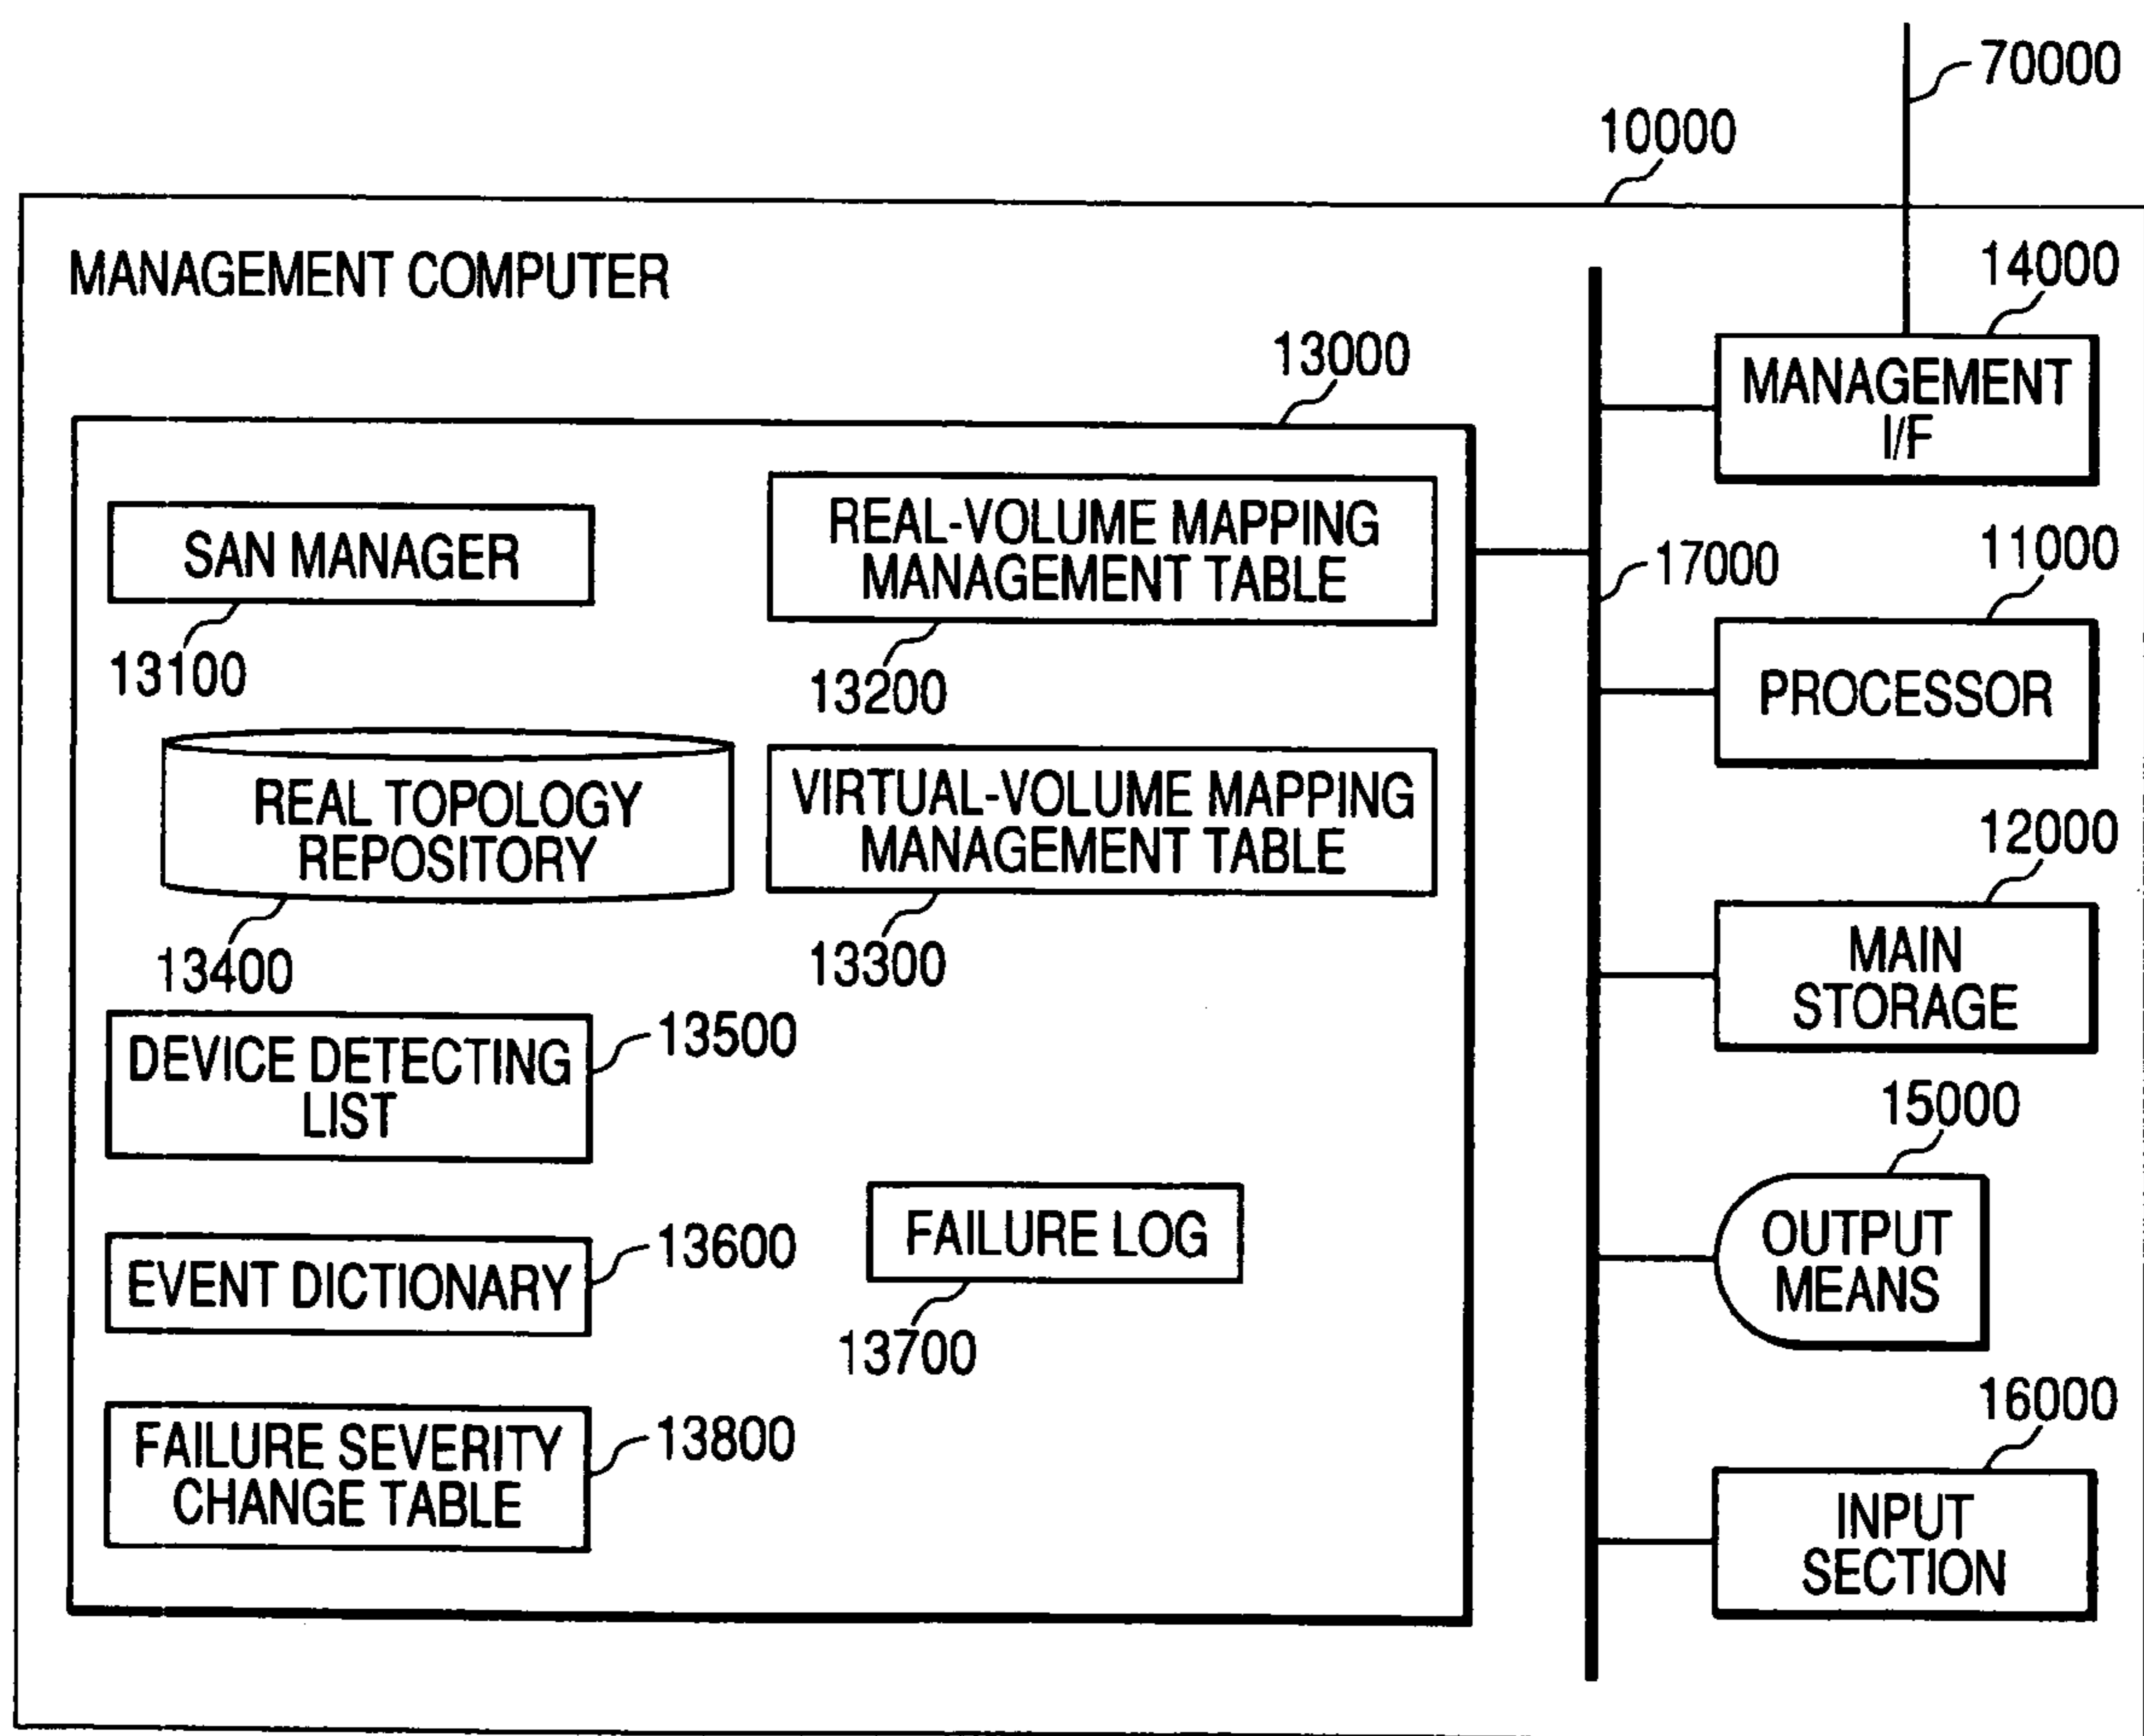 70000
10000
MANAGEMENT COMPUTER
14000
13000
MANAGEMENT
I/F
SAN MANAGER
13100
REAL-VOLUME MAPPING
MANAGEMENT TABLE
13200
17000
11000
PROCESSOR
REAL TOPOLOGY
REPOSITORY
13400
VIRTUAL-VOLUME MAPPING
MANAGEMENT TABLE
13300
12000
MAIN
STORAGE
DEVICE DETECTING
LIST
13500
15000
OUTPUT
MEANS
EVENT DICTIONARY
13600
FAILURE LOG
13700
FAILURE SEVERITY
CHANGE TABLE
13800
16000
INPUT
SECTION